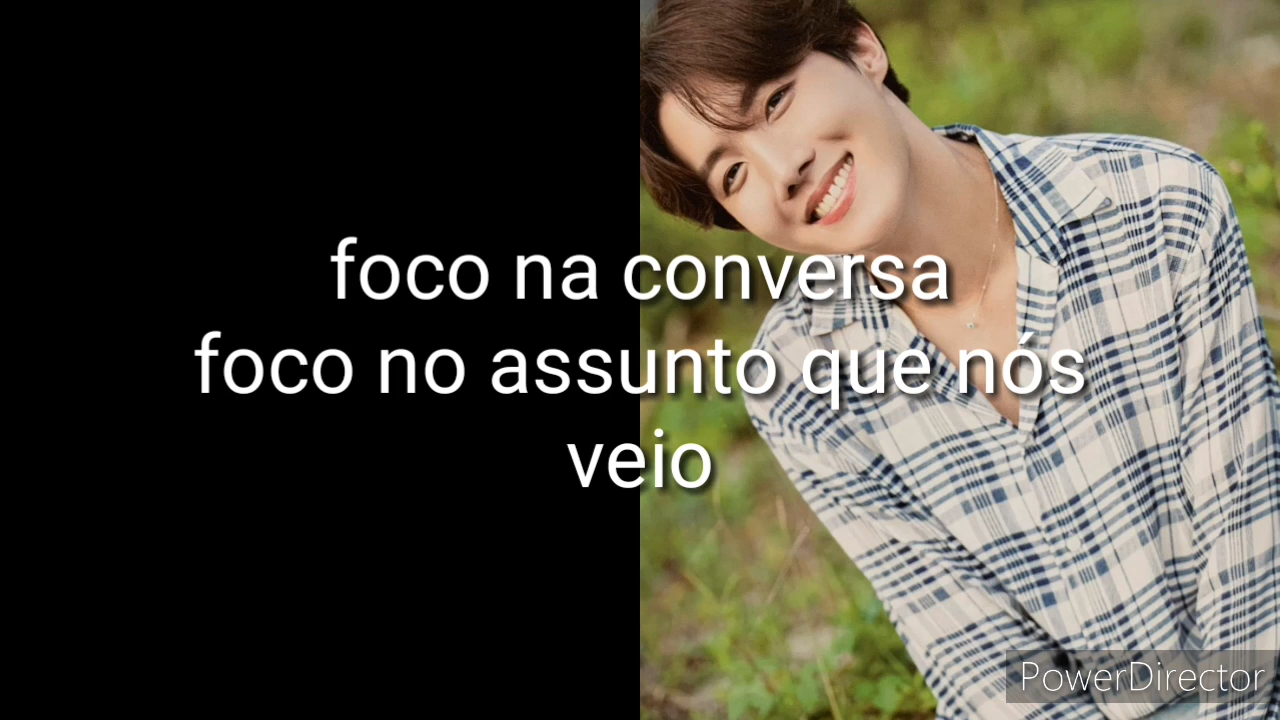 foco na conversa
foco no assunto que nós
veio
PowerDirector